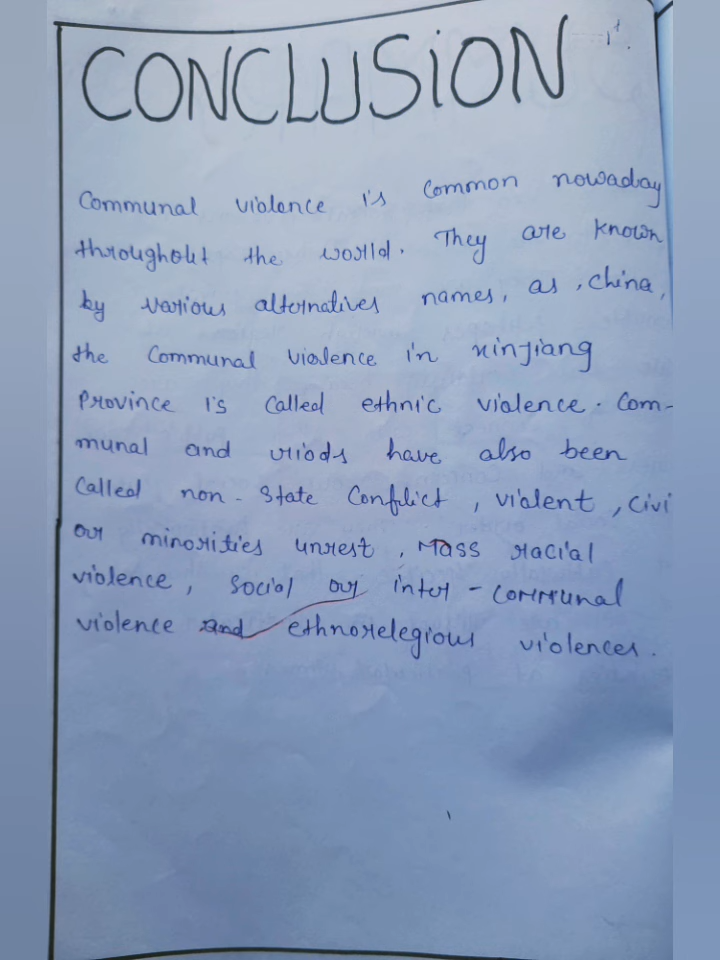 CONCLUSION
Communal violence is common nowaday
throughout the world. They are known
by various alternatives names, as, China,
the Communal violence in xinjiang
Province is called ethnic violence. Com-
munal and vriods have also been
Called non-State Conflict, violent, civi
our minorities unrest, Mass racial
violence, Social our inter-communal
violence and ethnorelegious violences.